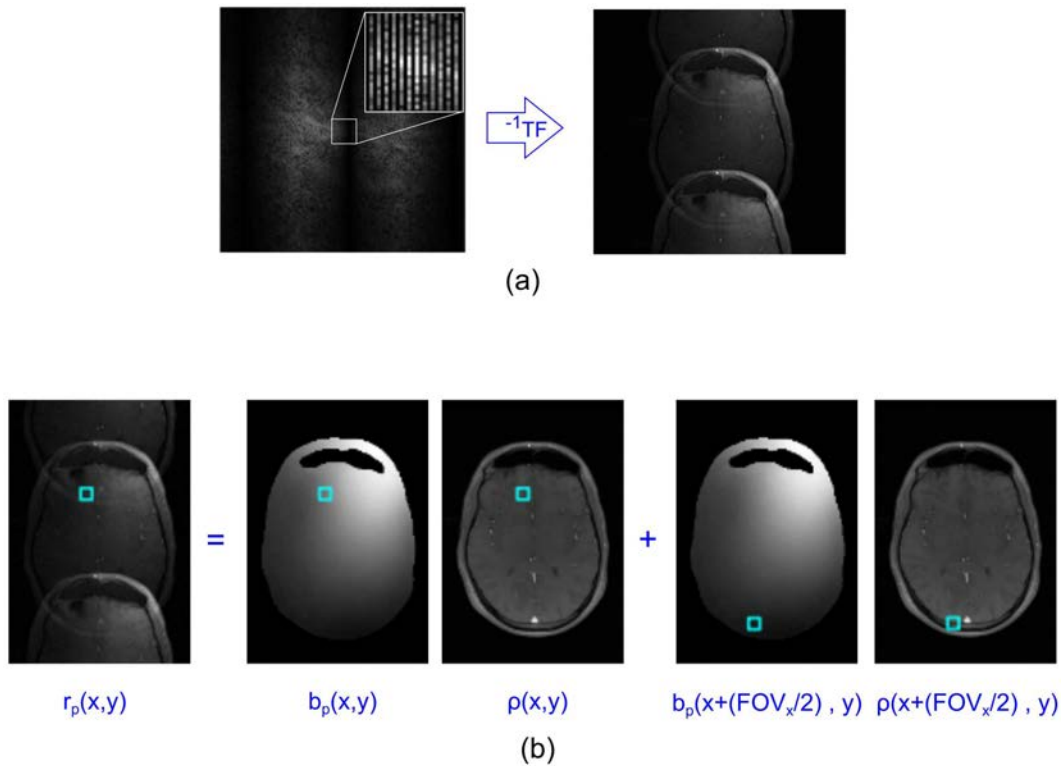 -1TF
(a)
= +
rp(x,y) bp(x,y) ρ(x,y) bp(x+(FOVx/2) , y) ρ(x+(FOVx/2) , y)
(b)